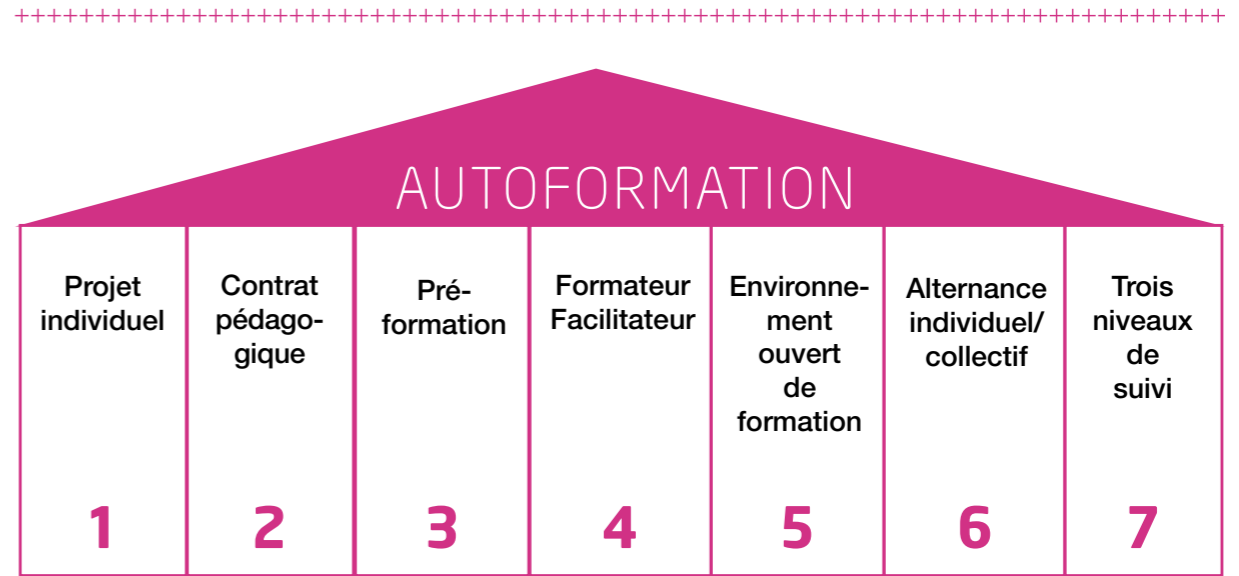 AUTOFORMATION
Projet
individuel
1
Contrat
pédago-
gique
2
Pré-
formation
3
Formateur
Facilitateur
4
Environne-
ment
ouvert
de
formation
5
Alternance
individuel/
collectif
6
Trois
niveaux
de
suivi
7